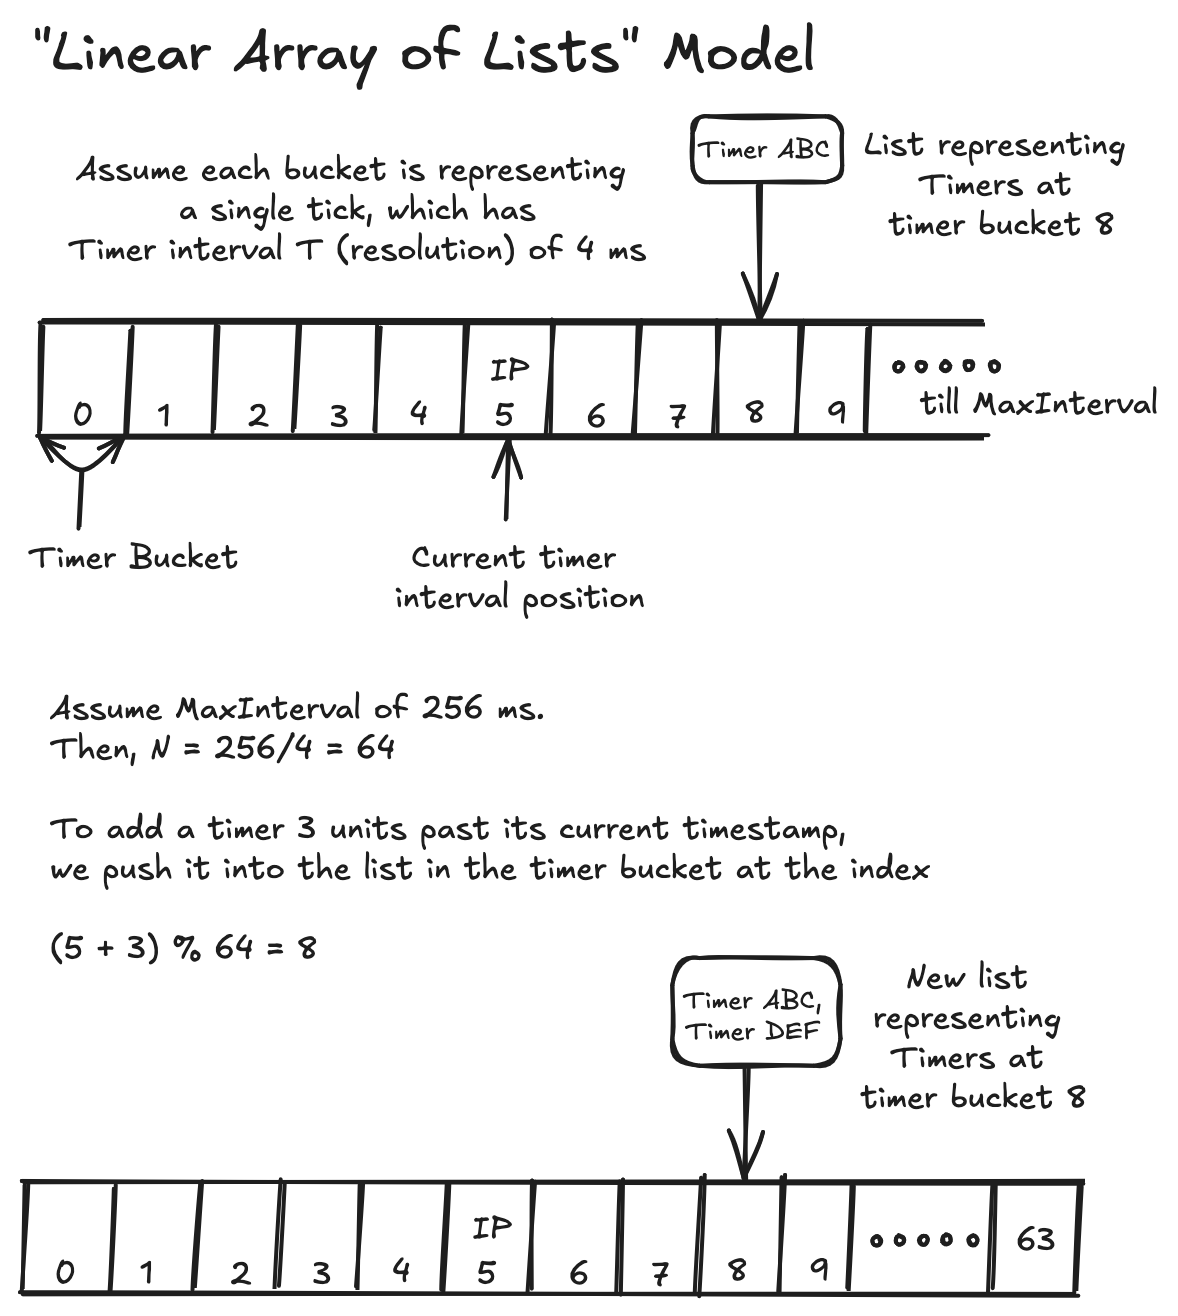 "Linear Array of Lists" Model
Assume each bucket is representing
a single tick, which has
Timer interval T (resolution) of 4 ms
Timer ABC
List representing
Timers at
timer bucket 8
IP
0 1 2 3 4 5 6 7 8 9
till MaxInterval
Timer Bucket
Current timer
interval position
Assume MaxInterval of 256 ms.
Then, N = 256/4 = 64
To add a timer 3 units past its current timestamp,
we push it into the list in the timer bucket at the index
(5 + 3) % 64 = 8
Timer ABC,
Timer DEF
New list
representing
Timers at
timer bucket 8
IP
0 1 2 3 4 5 6 7 8 9 63